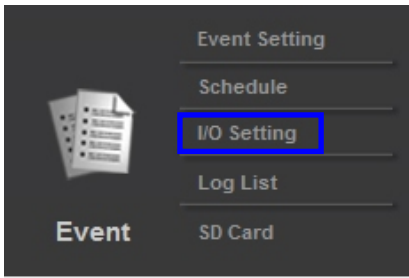 Event Setting
Schedule
I/O Setting
Log List
Event
SD Card